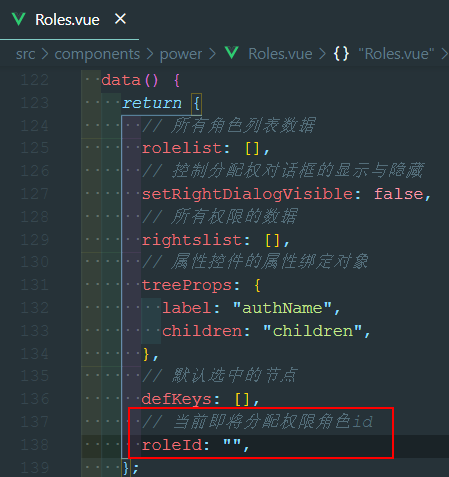 Roles.vue ×
src > components > power > Roles.vue > {} "Roles.vue" >
122 data() {
123 return {
124 // 所有角色列表数据
125 rolelist: [],
126 // 控制分配权对话框的显示与隐藏
127 setRightDialogVisible: false,
128 // 所有权限的数据
129 rightslist: [],
130 // 属性控件的属性绑定对象
131 treeProps: {
132 label: "authName",
133 children: "children",
134 },
135 // 默认选中的节点
136 defKeys: [],
137 // 当前即将分配权限角色id
138 roleId: "",
139 };